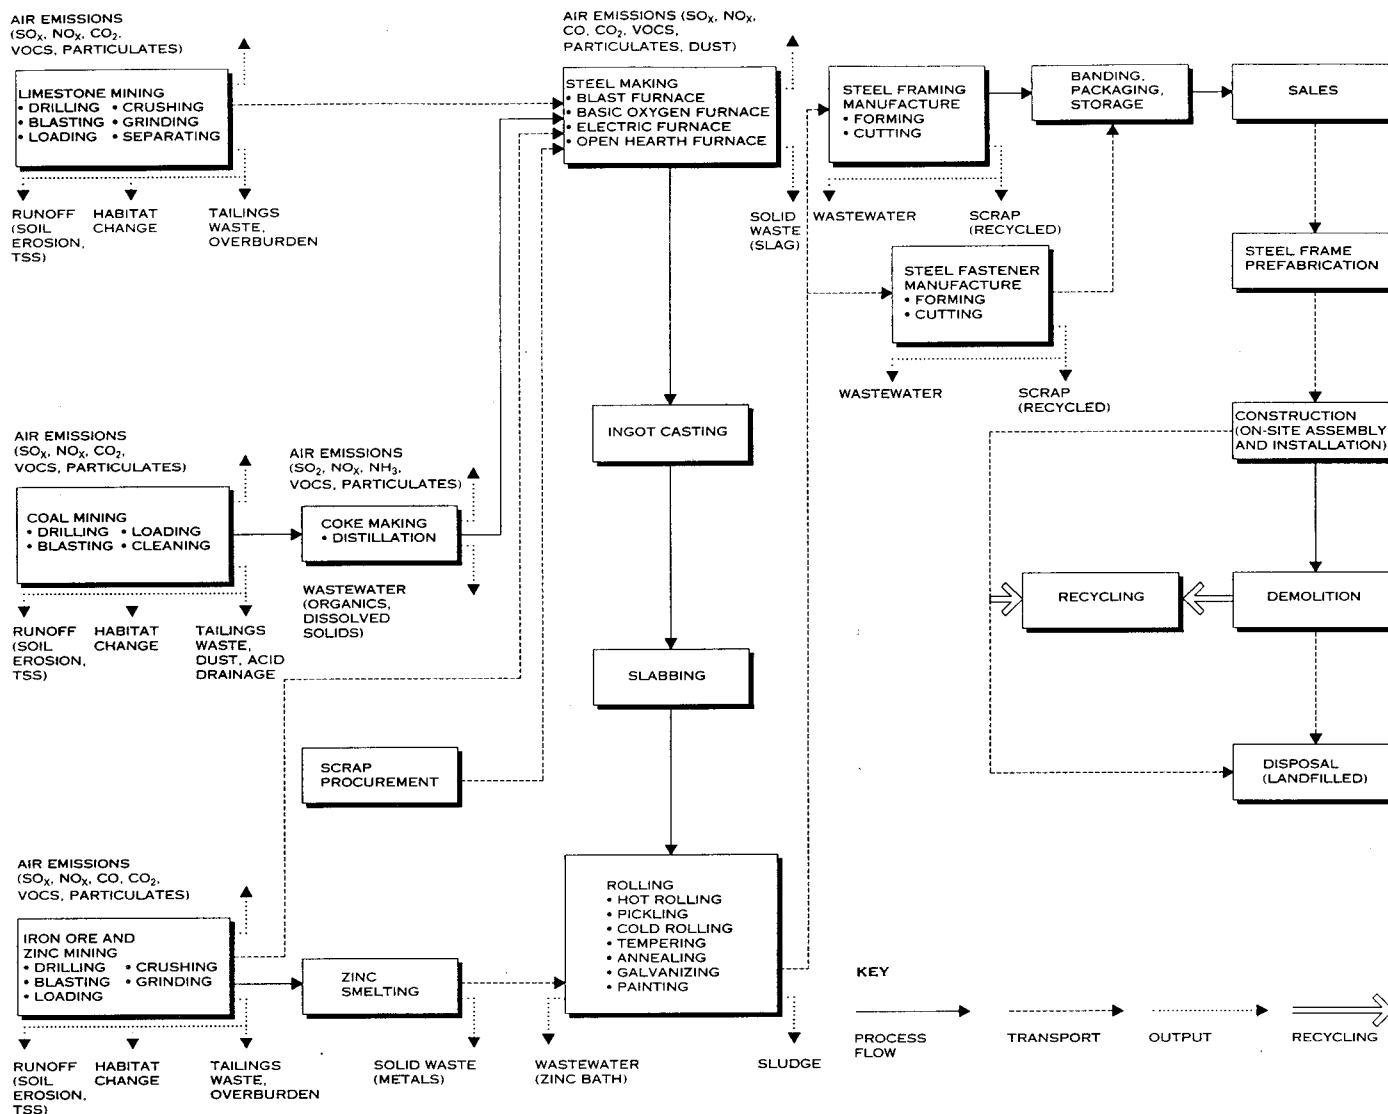 AIR EMISSIONS
(SOX, NOX, CO2,
VOCS, PARTICULATES)
LIMESTONE MINING
• DRILLING • CRUSHING
• BLASTING • GRINDING
• LOADING • SEPARATING
RUNOFF
(SOIL
EROSION,
TSS)
HABITAT
CHANGE
TAILINGS
WASTE,
OVERBURDEN
AIR EMISSIONS (SOX, NOX,
CO, CO2, VOCS,
PARTICULATES, DUST)
STEEL MAKING
• BLAST FURNACE
• BASIC OXYGEN FURNACE
• ELECTRIC FURNACE
• OPEN HEARTH FURNACE
SOLID
WASTE
(SLAG)
STEEL FRAMING
MANUFACTURE
• FORMING
• CUTTING
WASTEWATER
SCRAP
(RECYCLED)
BANDING,
PACKAGING,
STORAGE
SALES
STEEL FASTENER
MANUFACTURE
• FORMING
• CUTTING
WASTEWATER
SCRAP
(RECYCLED)
STEEL FRAME
PREFABRICATION
CONSTRUCTION
(ON-SITE ASSEMBLY
AND INSTALLATION)
RECYCLING
DEMOLITION
DISPOSAL
(LANDFILLED)
INGOT CASTING
SLABBING
AIR EMISSIONS
(SOX, NOX, CO2,
VOCS, PARTICULATES)
COAL MINING
• DRILLING • LOADING
• BLASTING • CLEANING
RUNOFF
(SOIL
EROSION,
TSS)
HABITAT
CHANGE
TAILINGS
WASTE,
DUST, ACID
DRAINAGE
AIR EMISSIONS
(SO2, NOX, NH3,
VOCS, PARTICULATES)
COKE MAKING
• DISTILLATION
WASTEWATER
(ORGANICS,
DISSOLVED
SOLIDS)
SCRAP
PROCUREMENT
AIR EMISSIONS
(SOX, NOX, CO, CO2,
VOCS, PARTICULATES)
IRON ORE AND
ZINC MINING
• DRILLING • CRUSHING
• BLASTING • GRINDING
• LOADING
RUNOFF
(SOIL
EROSION,
TSS)
HABITAT
CHANGE
TAILINGS
WASTE,
OVERBURDEN
ZINC
SMELTING
SOLID WASTE
(METALS)
ROLLING
• HOT ROLLING
• PICKLING
• COLD ROLLING
• TEMPERING
• ANNEALING
• GALVANIZING
• PAINTING
WASTEWATER
(ZINC BATH)
SLUDGE
KEY
PROCESS
FLOW
TRANSPORT
OUTPUT
RECYCLING